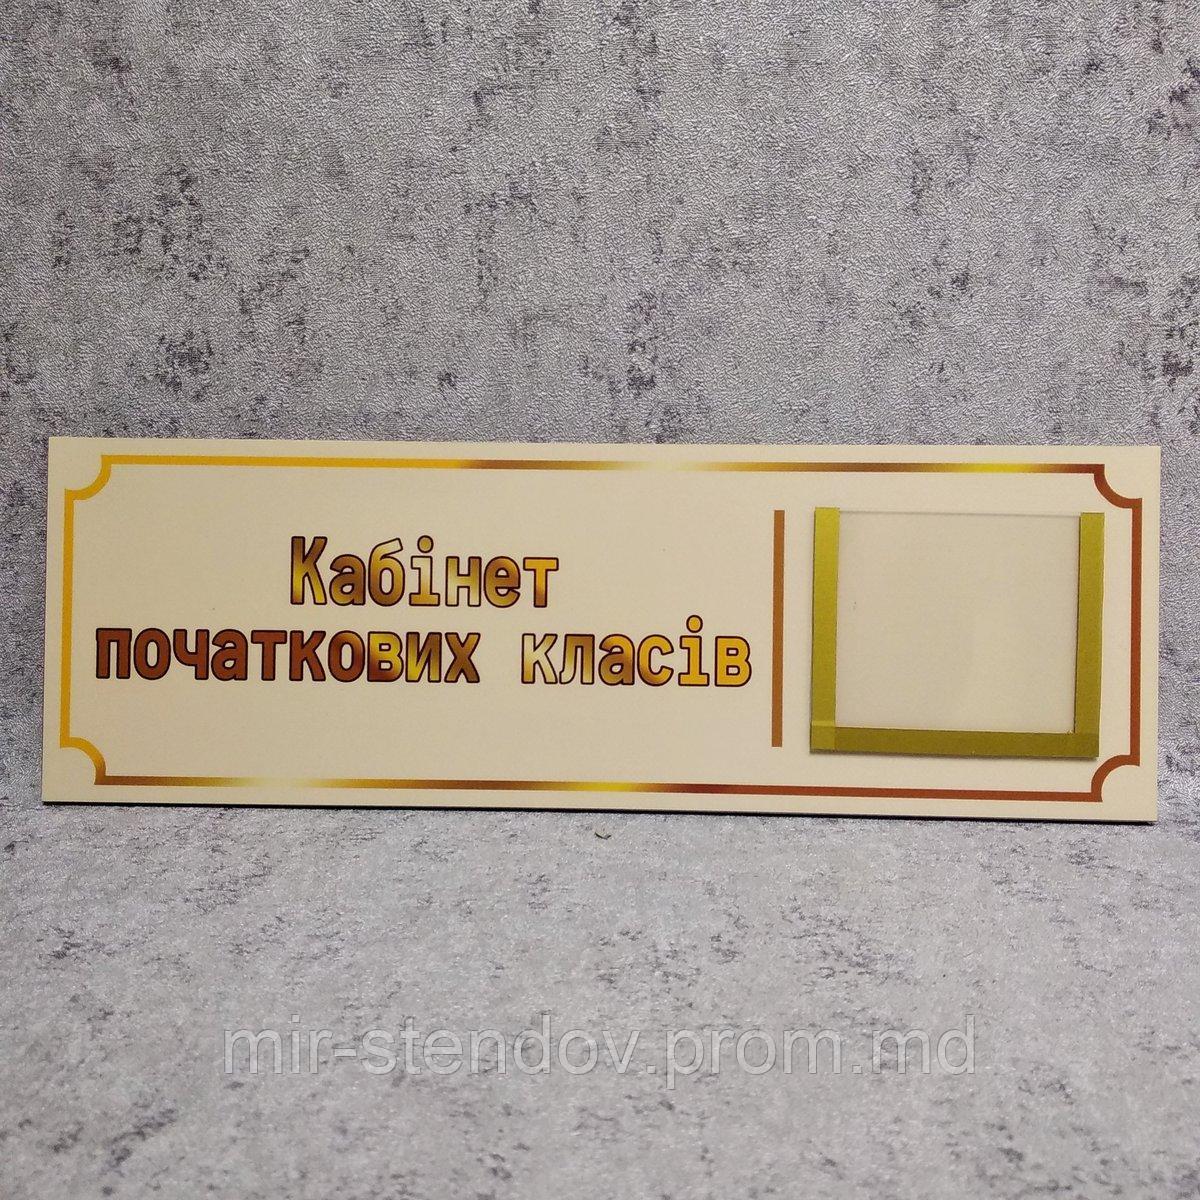 Кабінет
початкових класів
mir-stendov.prom.md